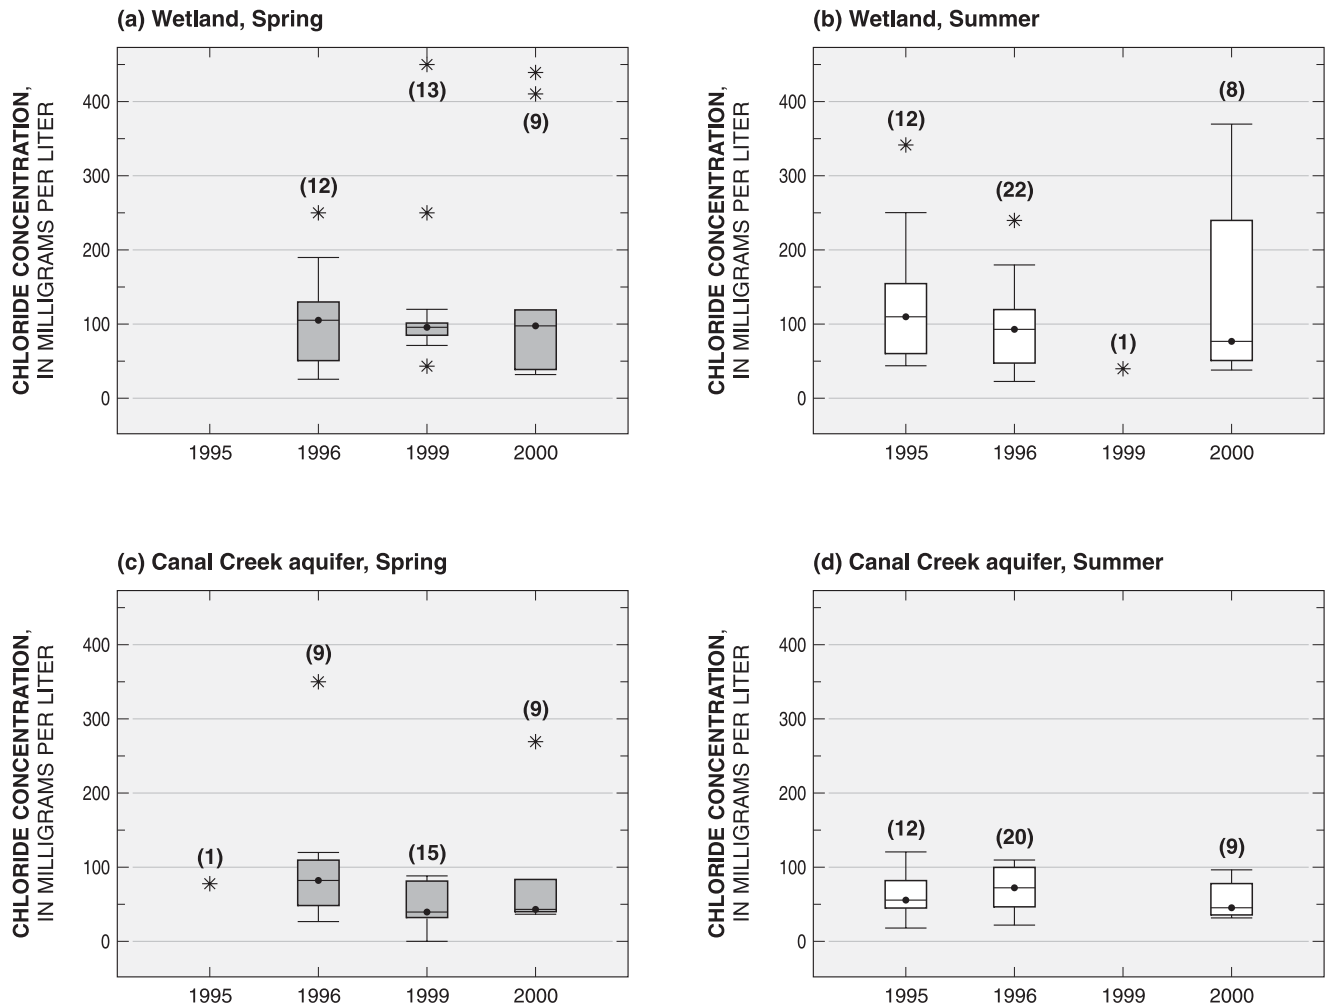 (a) Wetland, Spring
CHLORIDE CONCENTRATION,
IN MILLIGRAMS PER LITER
400
300
200
100
0
(12)
(13)
(9)
1995 1996 1999 2000
(b) Wetland, Summer
CHLORIDE CONCENTRATION,
IN MILLIGRAMS PER LITER
400
300
200
100
0
(12)
(22)
(1)
(8)
1995 1996 1999 2000
(c) Canal Creek aquifer, Spring
CHLORIDE CONCENTRATION,
IN MILLIGRAMS PER LITER
400
300
200
100
0
(1)
(9)
(15)
(9)
1995 1996 1999 2000
(d) Canal Creek aquifer, Summer
CHLORIDE CONCENTRATION,
IN MILLIGRAMS PER LITER
400
300
200
100
0
(12)
(20)
(9)
1995 1996 1999 2000